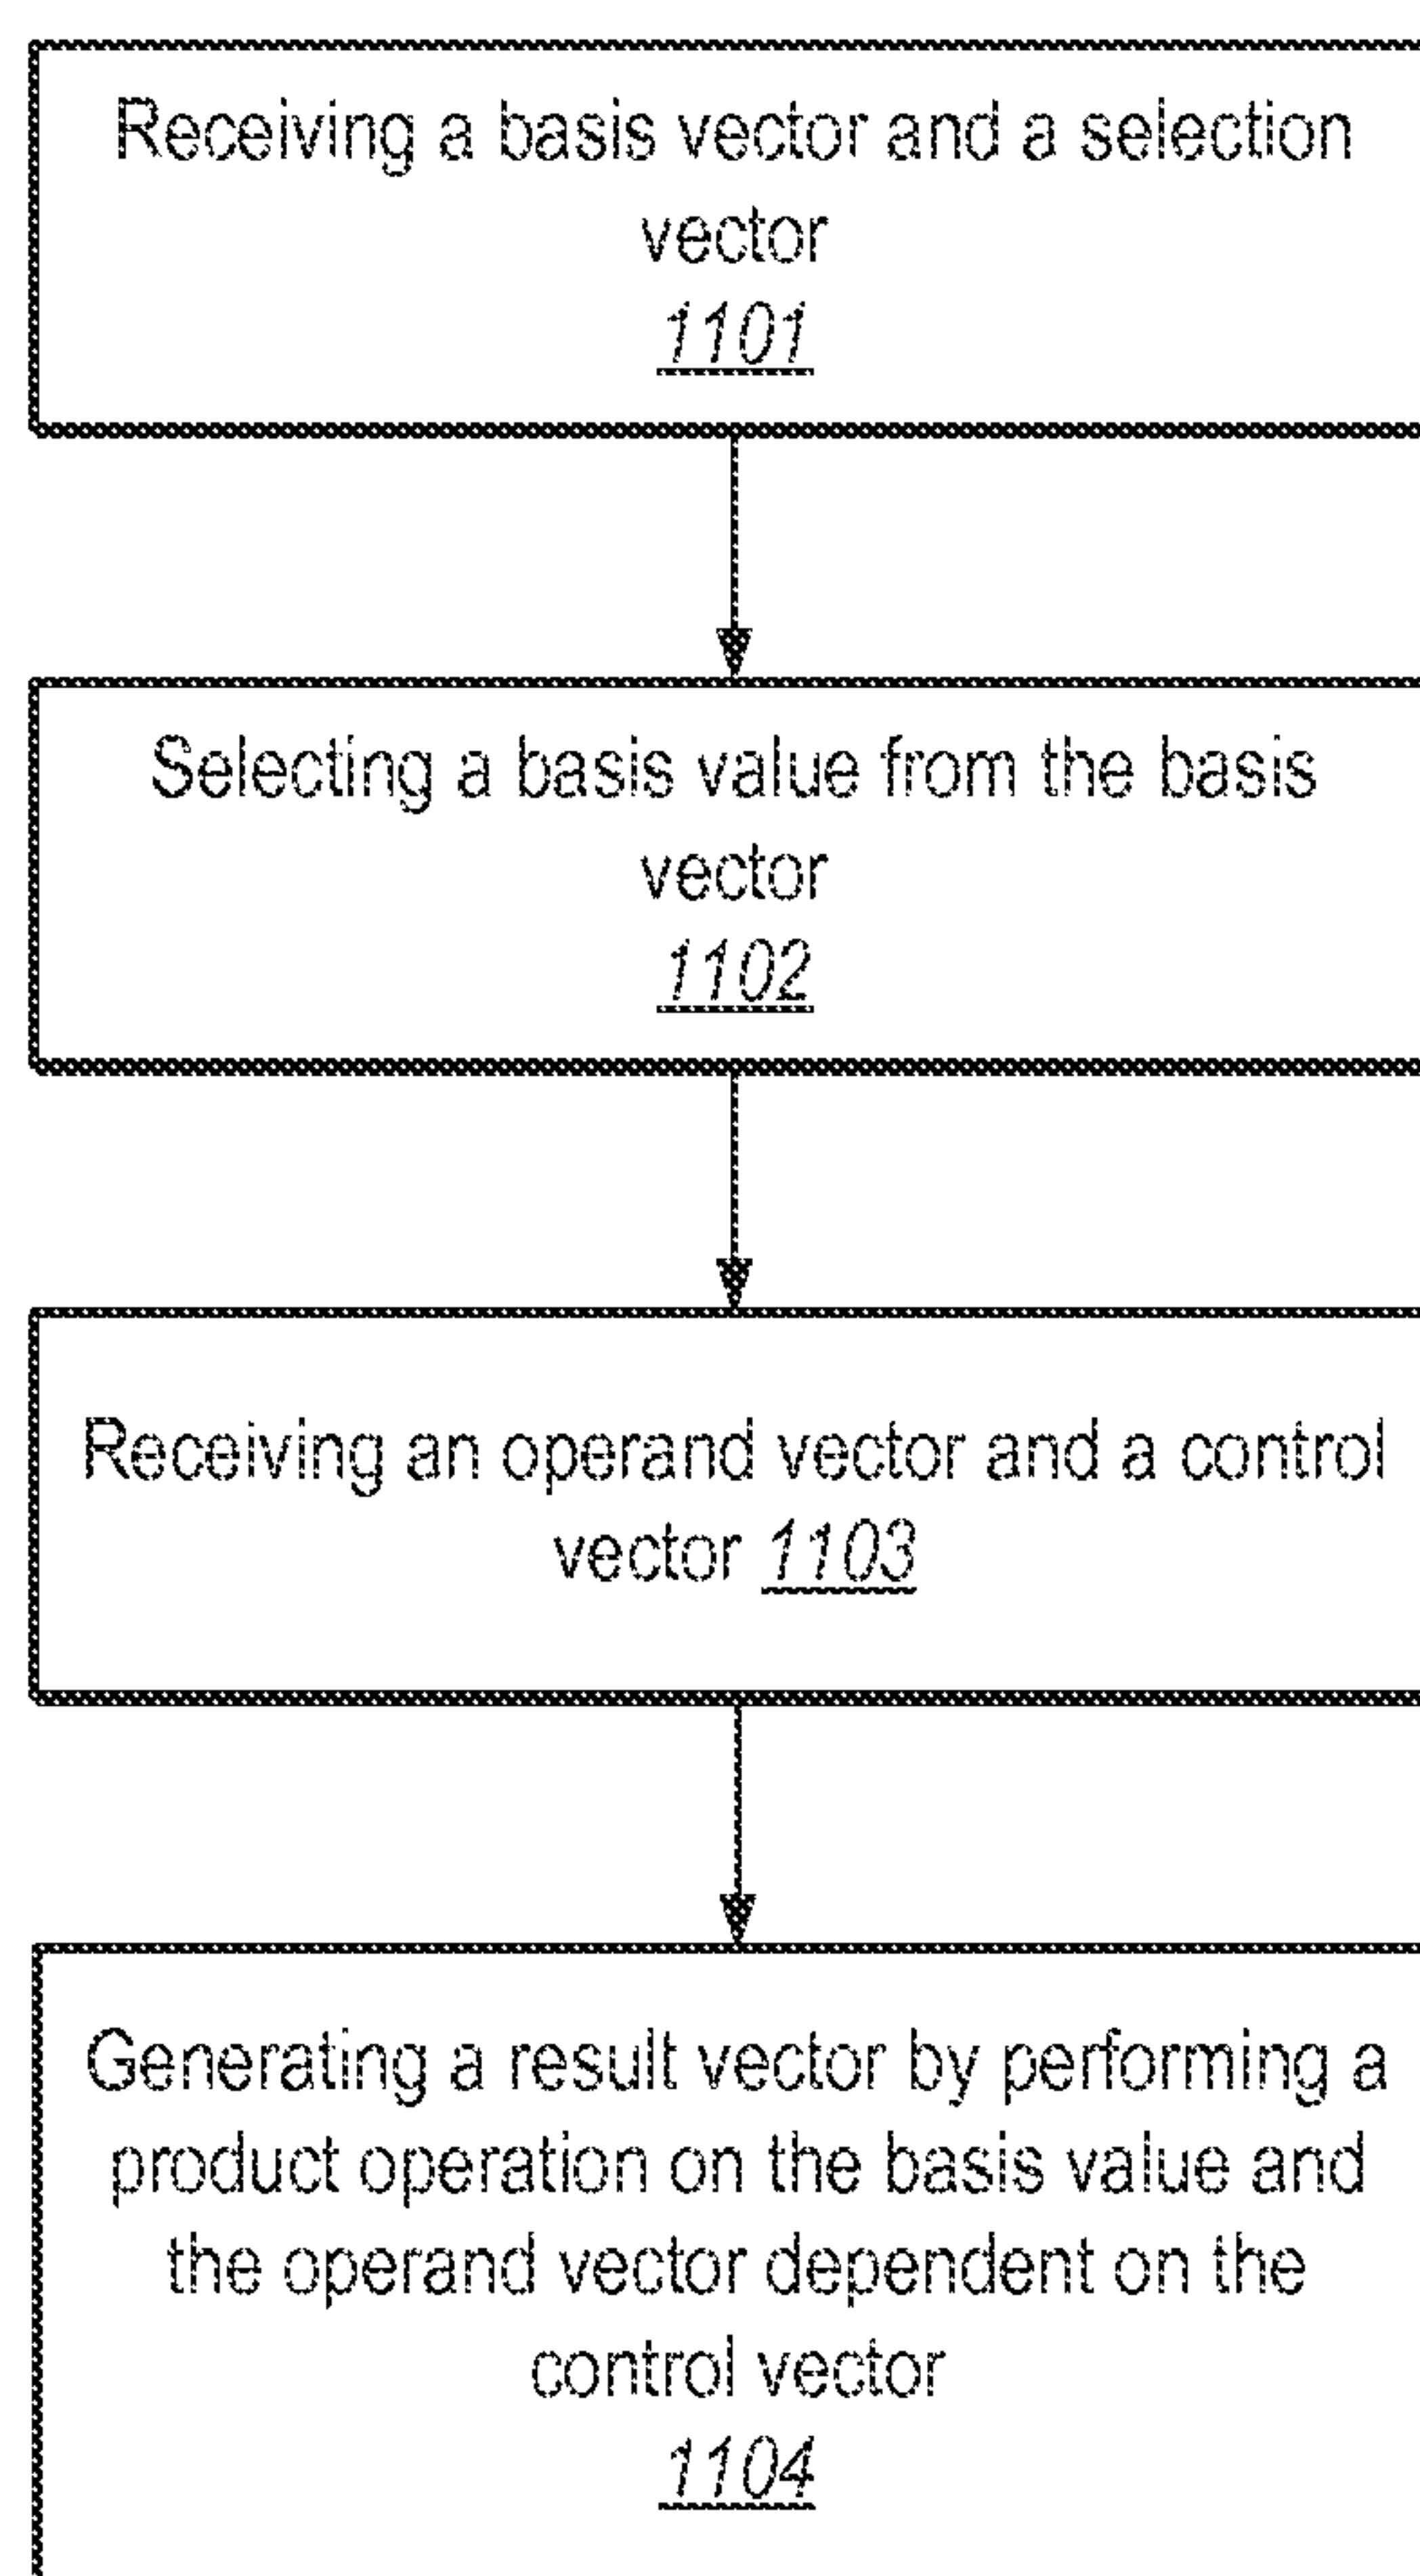 Receiving a basis vector and a selection
vector
1101
Selecting a basis value from the basis
vector
1102
Receiving an operand vector and a control
vector 1103
Generating a result vector by performing a
product operation on the basis value and
the operand vector dependent on the
control vector
1104